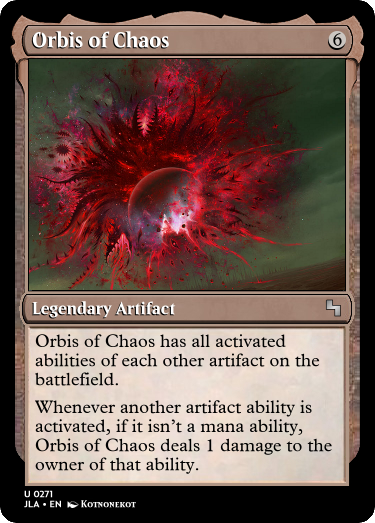 Orbis of Chaos 6
Legendary Artifact
Orbis of Chaos has all activated
abilities of each other artifact on the
battlefield.
Whenever another artifact ability is
activated, if it isn't a mana ability,
Orbis of Chaos deals 1 damage to the
owner of that ability.
U 0271
JLA • EN Kotnonekot